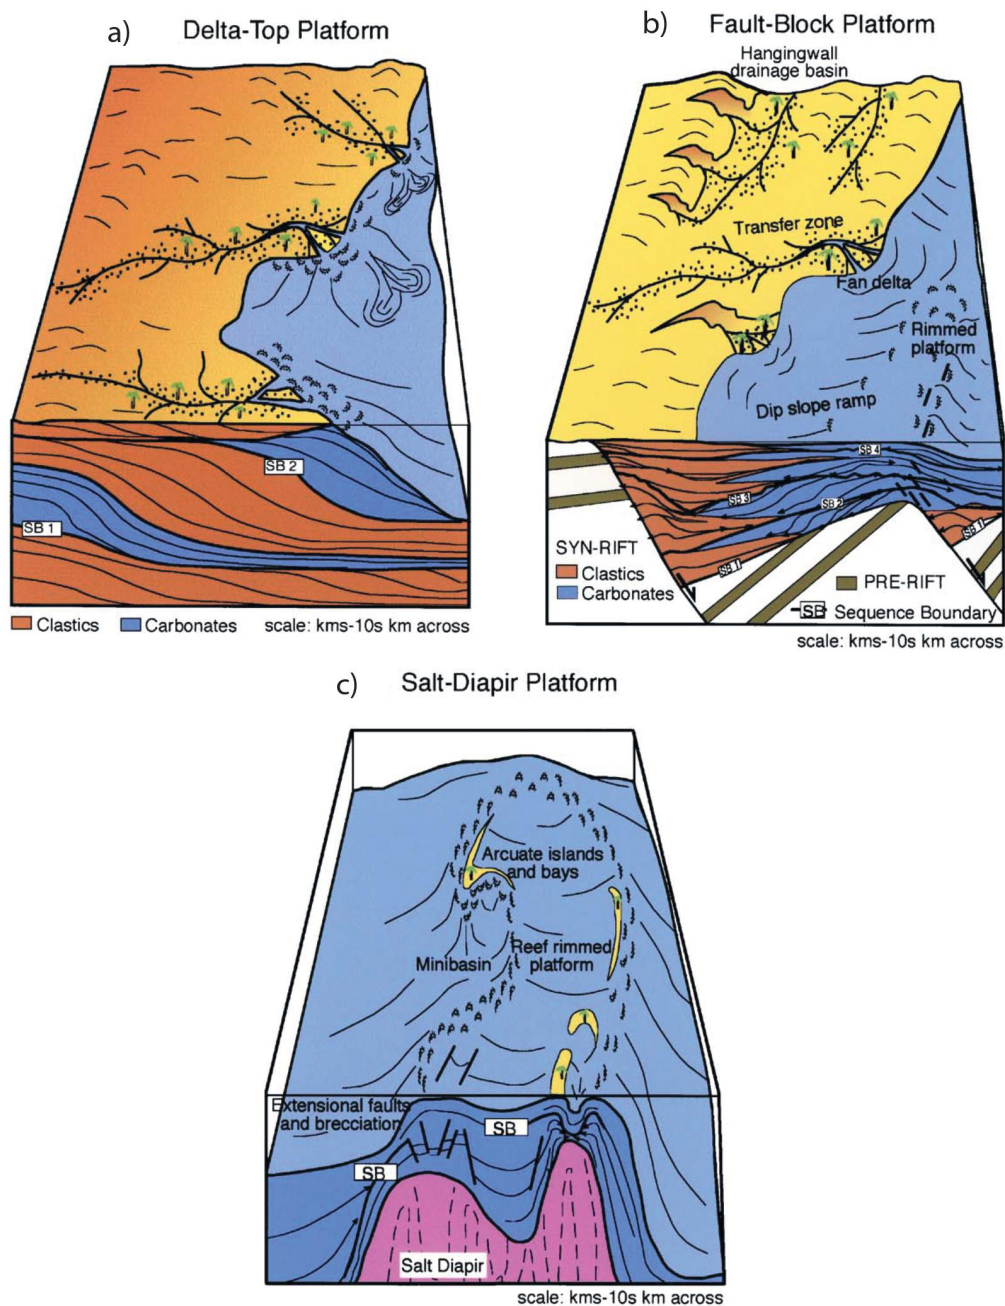 a)
Delta-Top Platform
SB 2
SB 1
Clastics
Carbonates
scale: kms-10s km across
b)
Fault-Block Platform
Hangingwall
drainage basin
Transfer zone
Fan delta
Rimmed
platform
Dip slope ramp
SB 4
SB 3
SB 2
SB 1
SB 1
SYN-RIFT
Clastics
Carbonates
PRE-RIFT
SB Sequence Boundary
scale: kms-10s km across
c)
Salt-Diapir Platform
Arcuate islands
and bays
Minibasin
Reef rimmed
platform
Extensional faults
and brecciation
SB
SB
Salt Diapir
scale: kms-10s km across